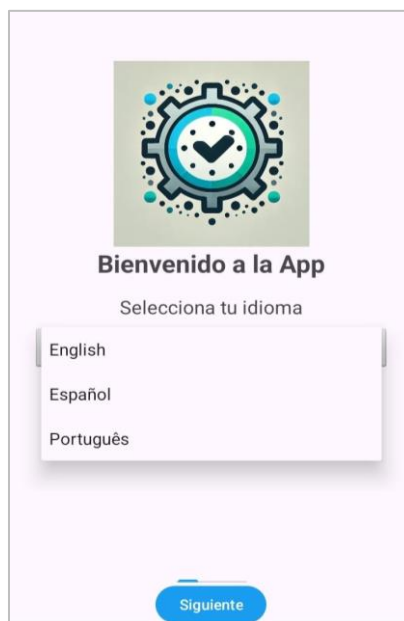 Bienvenido a la App
Selecciona tu idioma
English
Español
Português
Siguiente